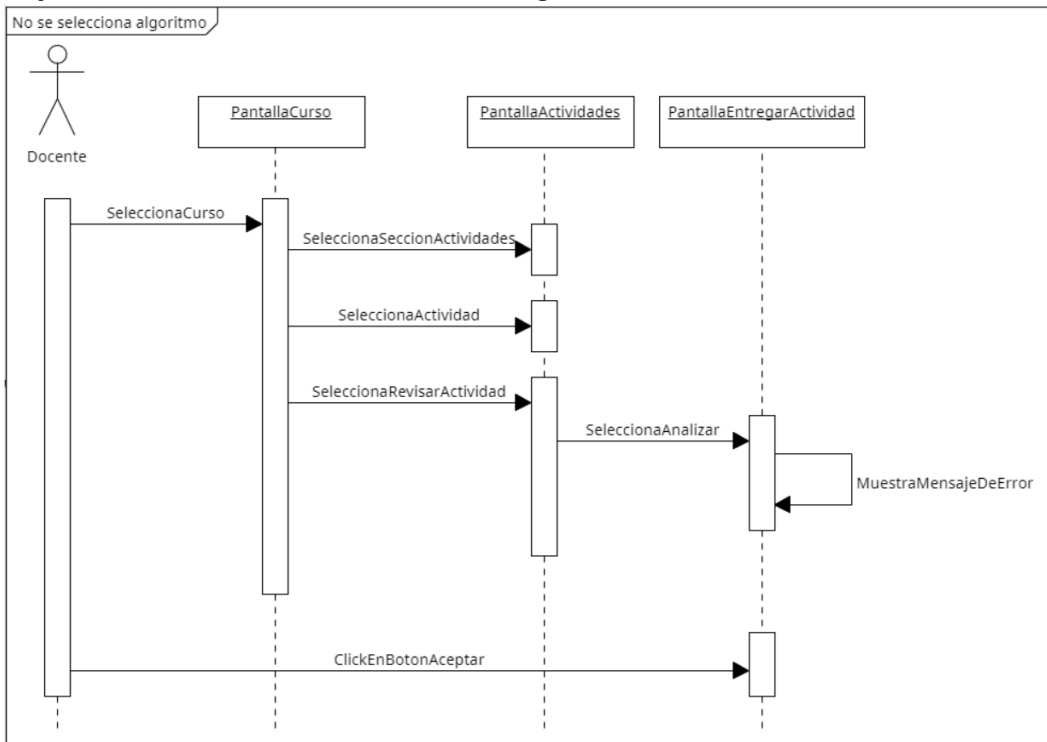 No se selecciona algoritmo
Docente
PantallaCurso
PantallaActividades
PantallaEntregarActividad
SeleccionaCurso
SeleccionaSeccionActividades
SeleccionaActividad
SeleccionaRevisarActividad
SeleccionaAnalizar
MuestraMensajeDeError
ClickEnBotonAceptar